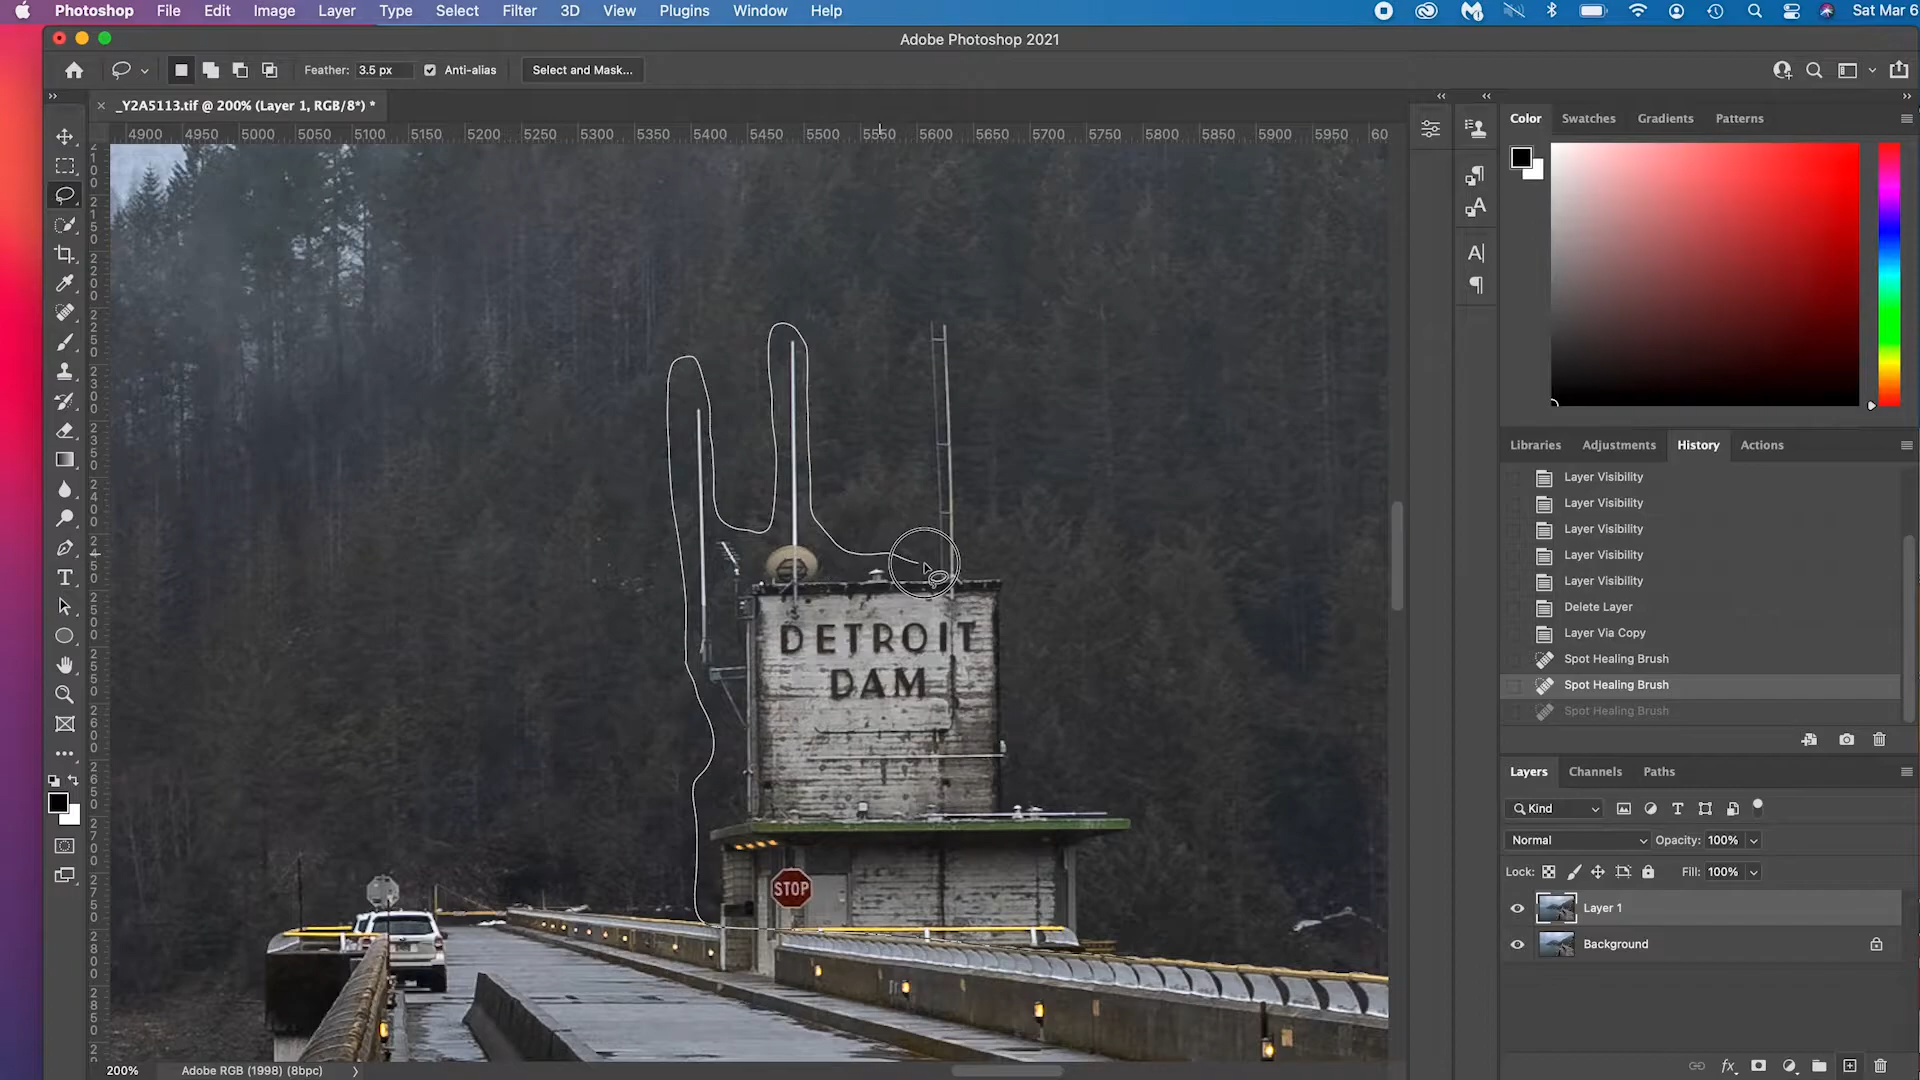 Photoshop File Edit Image Layer Type Select Filter 3D View Plugins Window Help Sat Mar 6
Adobe Photoshop 2021
Feather: 3.5 px Anti-alias Select and Mask...
_Y2A5113.tif @ 200% (Layer 1, RGB/8*) *
4900 4950 5000 5050 5100 5150 5200 5250 5300 5350 5400 5450 5500 5550 5600 5650 5700 5750 5800 5850 5900 5950 60
DETROIT
DAM
STOP
200% Adobe RGB (1998) (8bpc)
Color Swatches Gradients Patterns
Libraries Adjustments History Actions
Layer Visibility
Layer Visibility
Layer Visibility
Layer Visibility
Layer Visibility
Delete Layer
Layer Via Copy
Spot Healing Brush
Spot Healing Brush
Spot Healing Brush
Layers Channels Paths
Kind
Normal Opacity: 100%
Lock: Fill: 100%
Layer 1
Background